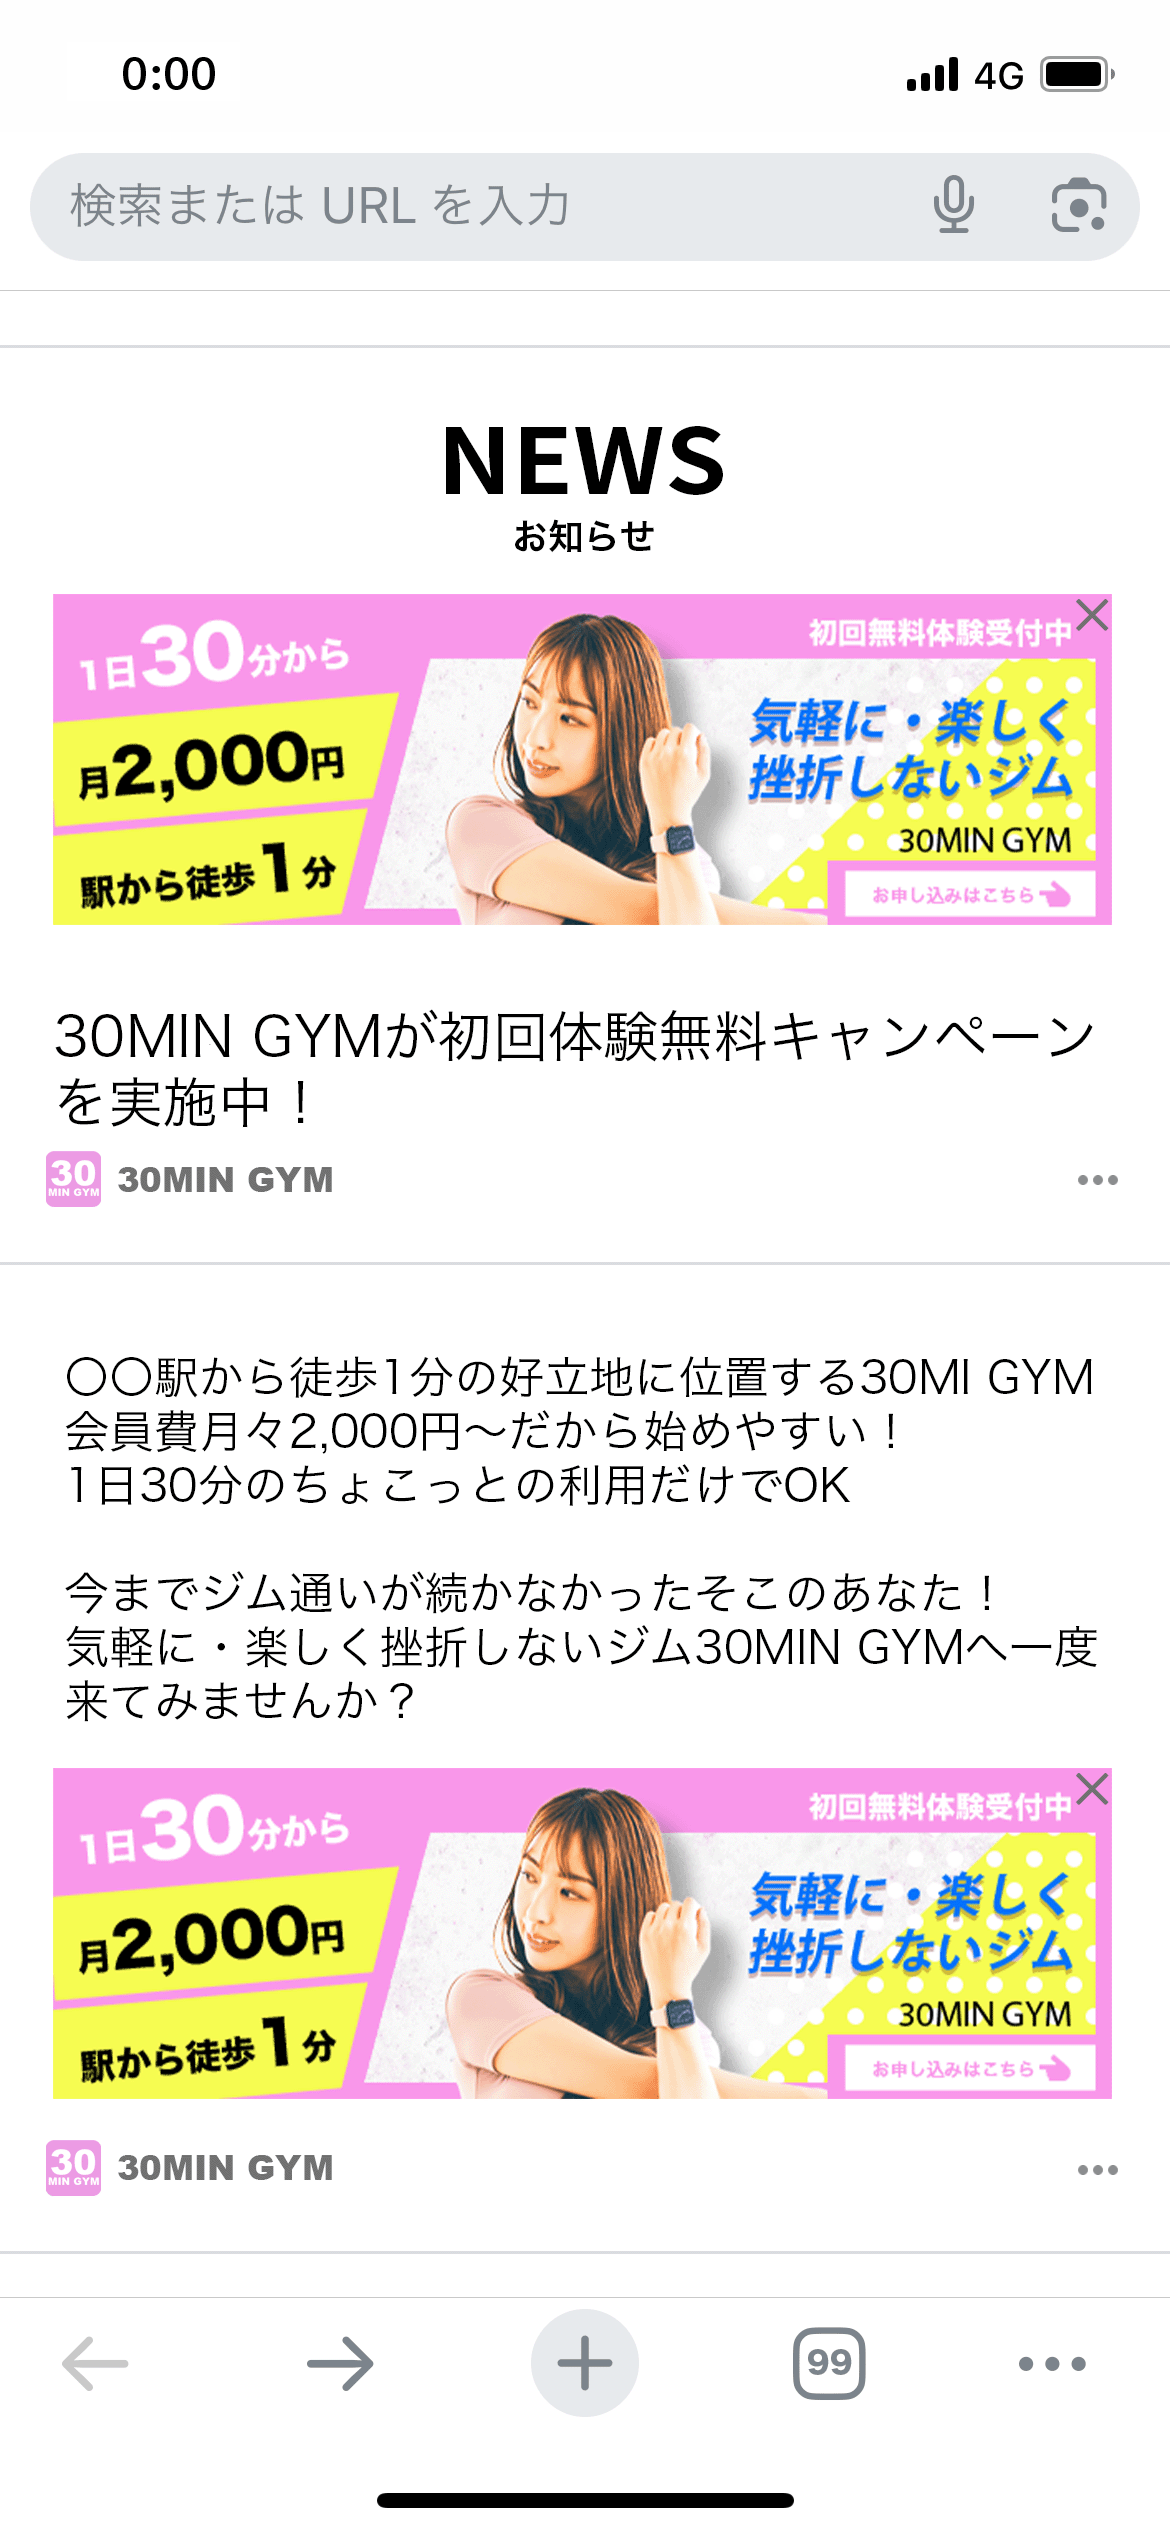 0:00
4G
検索または URL を入力
NEWS
お知らせ
1日30分から
月2,000円
駅から徒歩1分
初回無料体験受付中
気軽に・楽しく
挫折しないジム
30MIN GYM
お申し込みはこちら
30MIN GYMが初回体験無料キャンペーン
を実施中！
30
MIN GYM
30MIN GYM
〇〇駅から徒歩1分の好立地に位置する30MI GYM
会員費月々2,000円〜だから始めやすい！
1日30分のちょこっとの利用だけでOK
今までジム通いが続かなかったそこのあなた！
気軽に・楽しく挫折しないジム30MIN GYMへ一度
来てみませんか？
1日30分から
月2,000円
駅から徒歩1分
初回無料体験受付中
気軽に・楽しく
挫折しないジム
30MIN GYM
お申し込みはこちら
30
MIN GYM
30MIN GYM
99